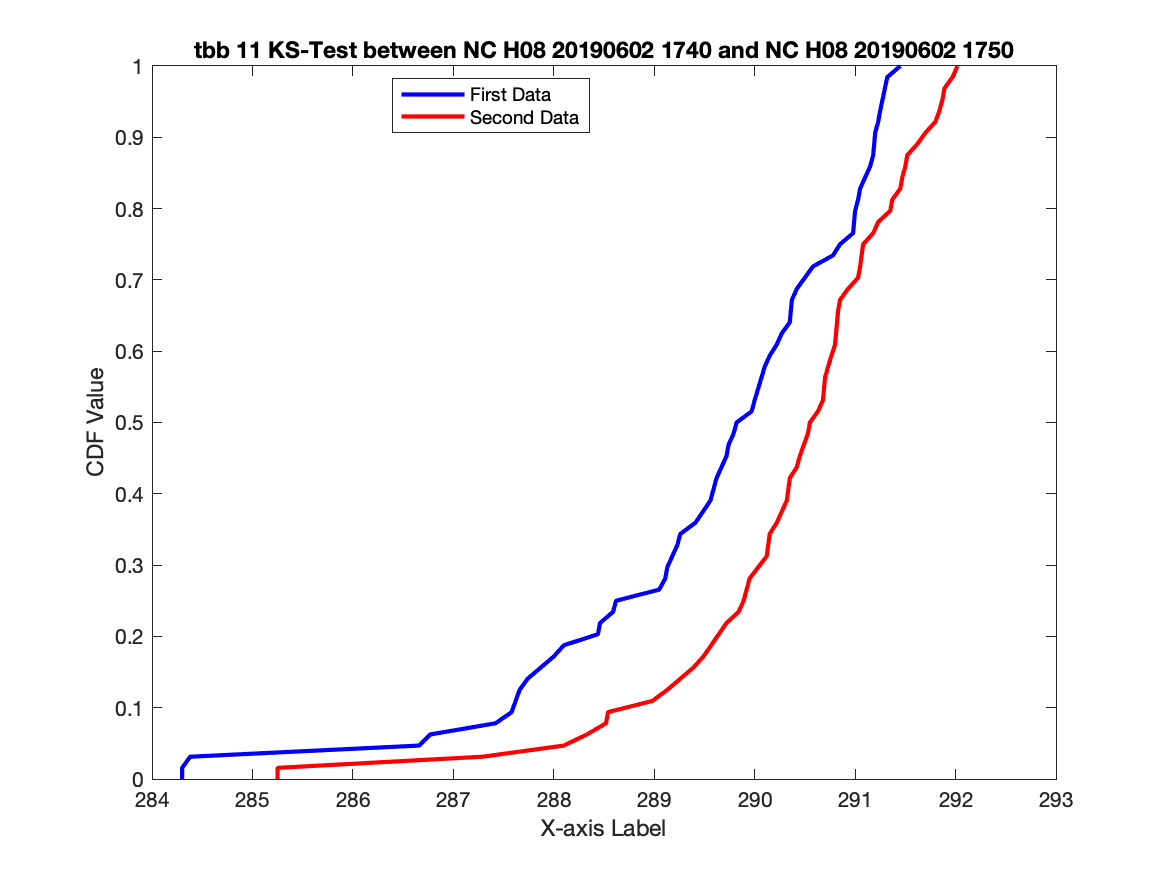 tbb 11 KS-Test between NC H08 20190602 1740 and NC H08 20190602 1750
First Data
Second Data
CDF Value
1
0.9
0.8
0.7
0.6
0.5
0.4
0.3
0.2
0.1
0
284 285 286 287 288 289 290 291 292 293
X-axis Label